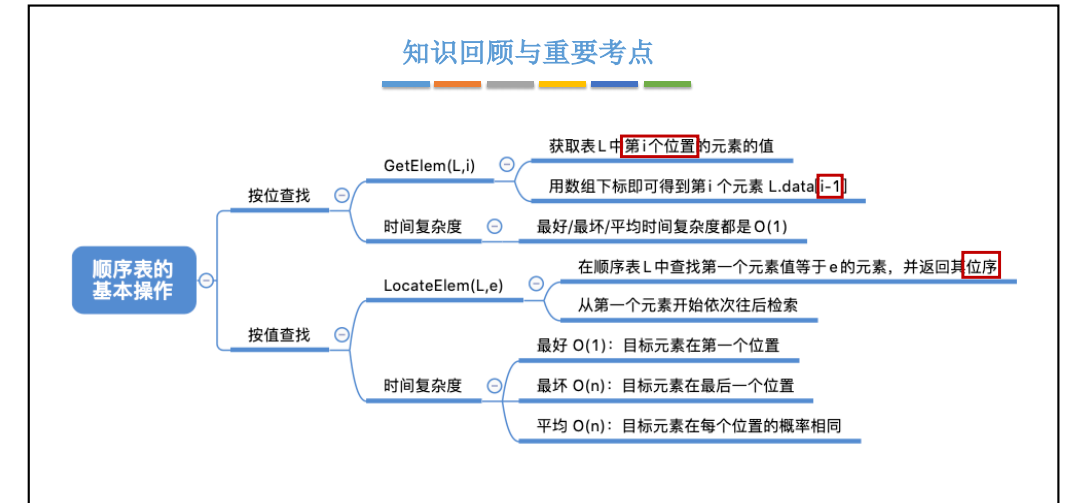 知识回顾与重要考点
顺序表的
基本操作
按位查找
GetElem(L,i)
获取表L中第i个位置的元素的值
用数组下标即可得到第i个元素 L.data[i-1]
时间复杂度
最好/最坏/平均时间复杂度都是O(1)
按值查找
LocateElem(L,e)
在顺序表L中查找第一个元素值等于e的元素，并返回其位序
从第一个元素开始依次往后检索
时间复杂度
最好 O(1)：目标元素在第一个位置
最坏 O(n)：目标元素在最后一个位置
平均 O(n)：目标元素在每个位置的概率相同